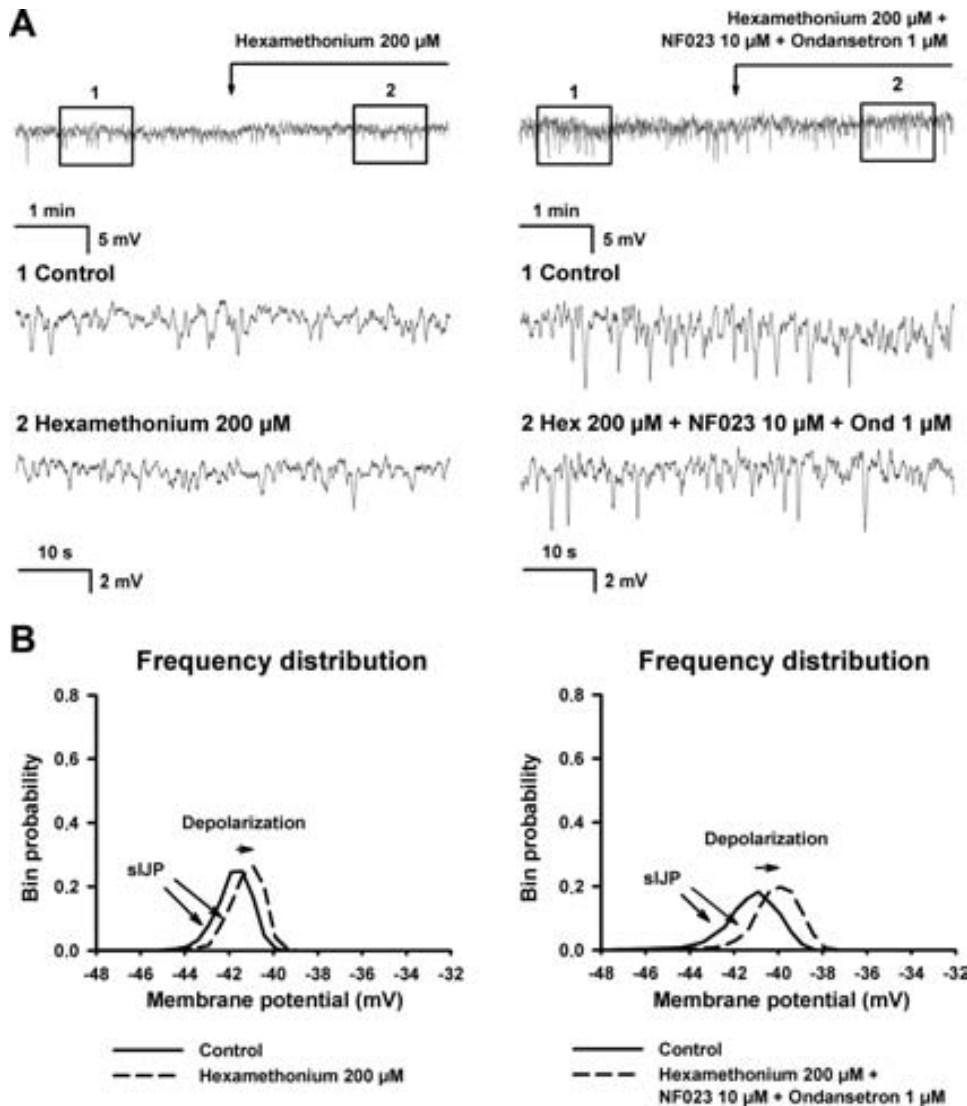 A
Hexamethonium 200 µM
1
2
1 min
5 mV
1 Control
2 Hexamethonium 200 µM
10 s
2 mV
Hexamethonium 200 µM +
NF023 10 µM + Ondansetron 1 µM
1
2
1 min
5 mV
1 Control
2 Hex 200 µM + NF023 10 µM + Ond 1 µM
10 s
2 mV
B
Frequency distribution
Bin probability
0.8
0.6
0.4
0.2
0.0
Depolarization
sIJP
-48 -46 -44 -42 -40 -38 -36 -34 -32
Membrane potential (mV)
Control
Hexamethonium 200 µM
Frequency distribution
Bin probability
0.8
0.6
0.4
0.2
0.0
Depolarization
sIJP
-48 -46 -44 -42 -40 -38 -36 -34 -32
Membrane potential (mV)
Control
Hexamethonium 200 µM +
NF023 10 µM + Ondansetron 1 µM